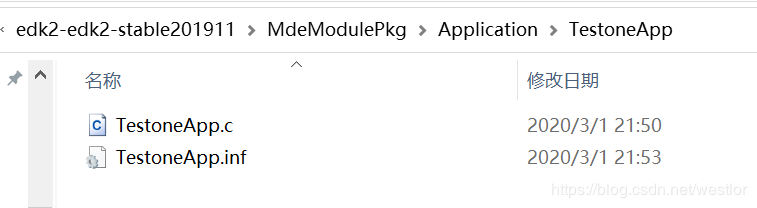 edk2-edk2-stable201911 > MdeModulePkg > Application > TestoneApp
名称 修改日期
TestoneApp.c 2020/3/1 21:50
TestoneApp.inf 2020/3/1 21:53
https://blog.csdn.net/westlor